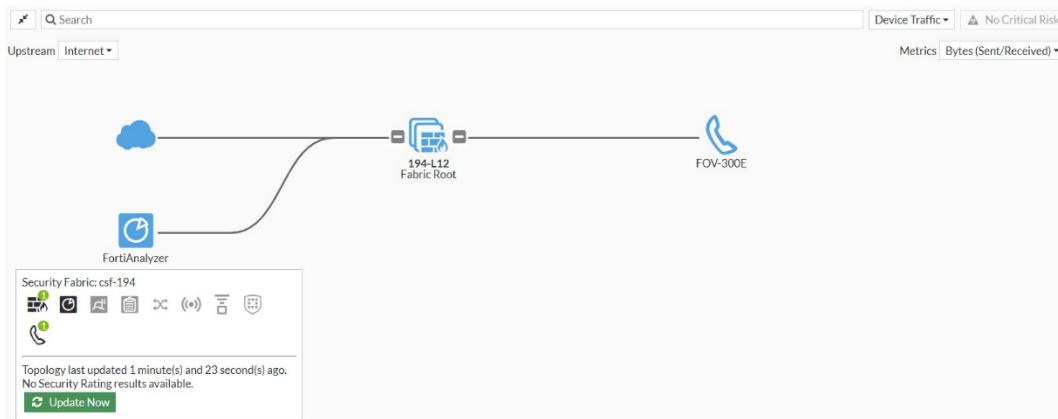 Search
Device Traffic
No Critical Risk
Upstream Internet
Metrics Bytes (Sent/Received)
194-L12
Fabric Root
FOV-300E
FortiAnalyzer
Security Fabric: csf-194
1
1
Topology last updated 1 minute(s) and 23 second(s) ago.
No Security Rating results available.
Update Now